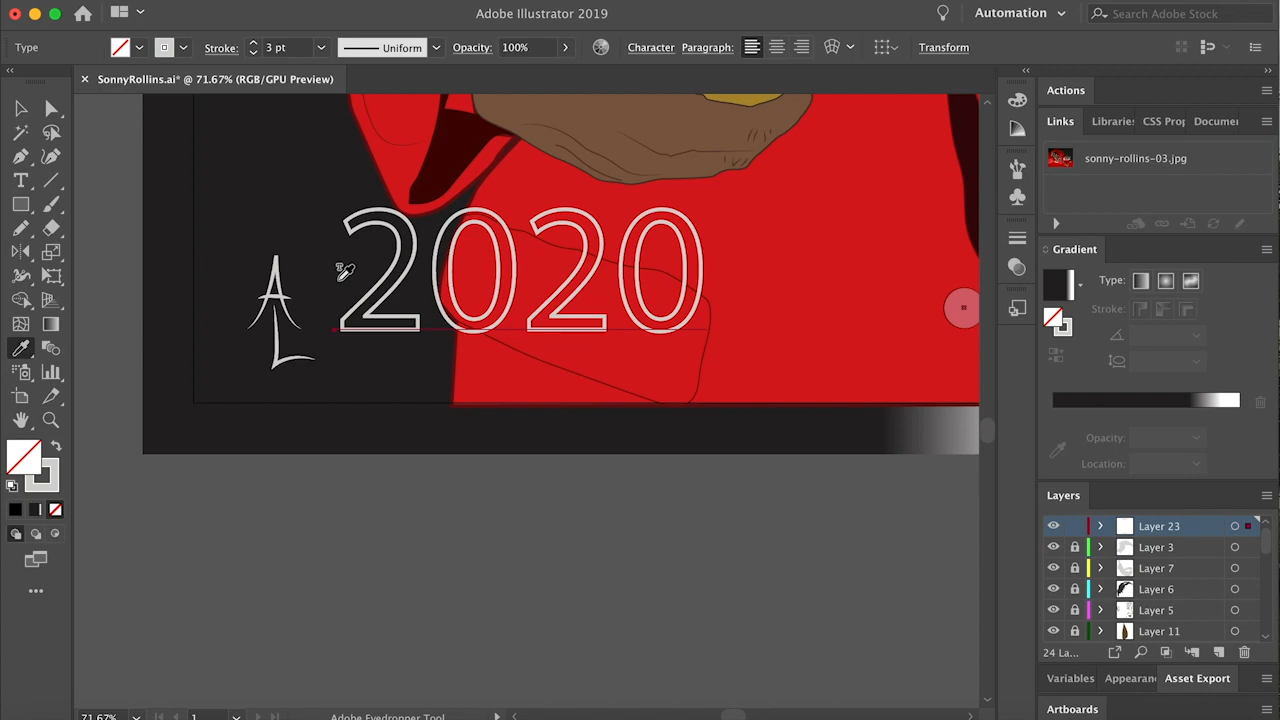 Adobe Illustrator 2019
Automation
Search Adobe Stock
Type
Stroke:
3 pt
Uniform
Opacity:
100%
Character
Paragraph:
Transform
SonnyRollins.ai* @ 71.67% (RGB/GPU Preview)
Actions
Links
Librarie
CSS Prop
Documer
sonny-rollins-03.jpg
2020
AL
Gradient
Type:
Stroke:
Opacity:
Location:
Layers
Layer 23
Layer 3
Layer 7
Layer 6
Layer 5
Layer 11
24 La...
Variables
Appearanc
Asset Export
Artboards
71.67%
1
Adobe Eyedropper Tool